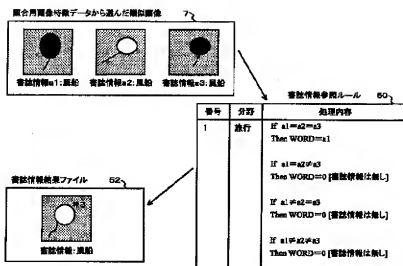 照合用画像特徴データから選んだ類似画像 7
書誌情報a1:風船 書誌情報a2:風船 書誌情報a3:風船
書誌情報参照ルール 60
番号 分野 処理内容
1 旅行 If a1=a2=a3
Then WORD=a1
If a1=a2≠a3
Then WORD=0 [書誌情報は無し]
If a1≠a2=a3
Then WORD=0 [書誌情報は無し]
If a1≠a2≠a3
Then WORD=0 [書誌情報は無し]
書誌情報結果ファイル 52
書誌情報:風船